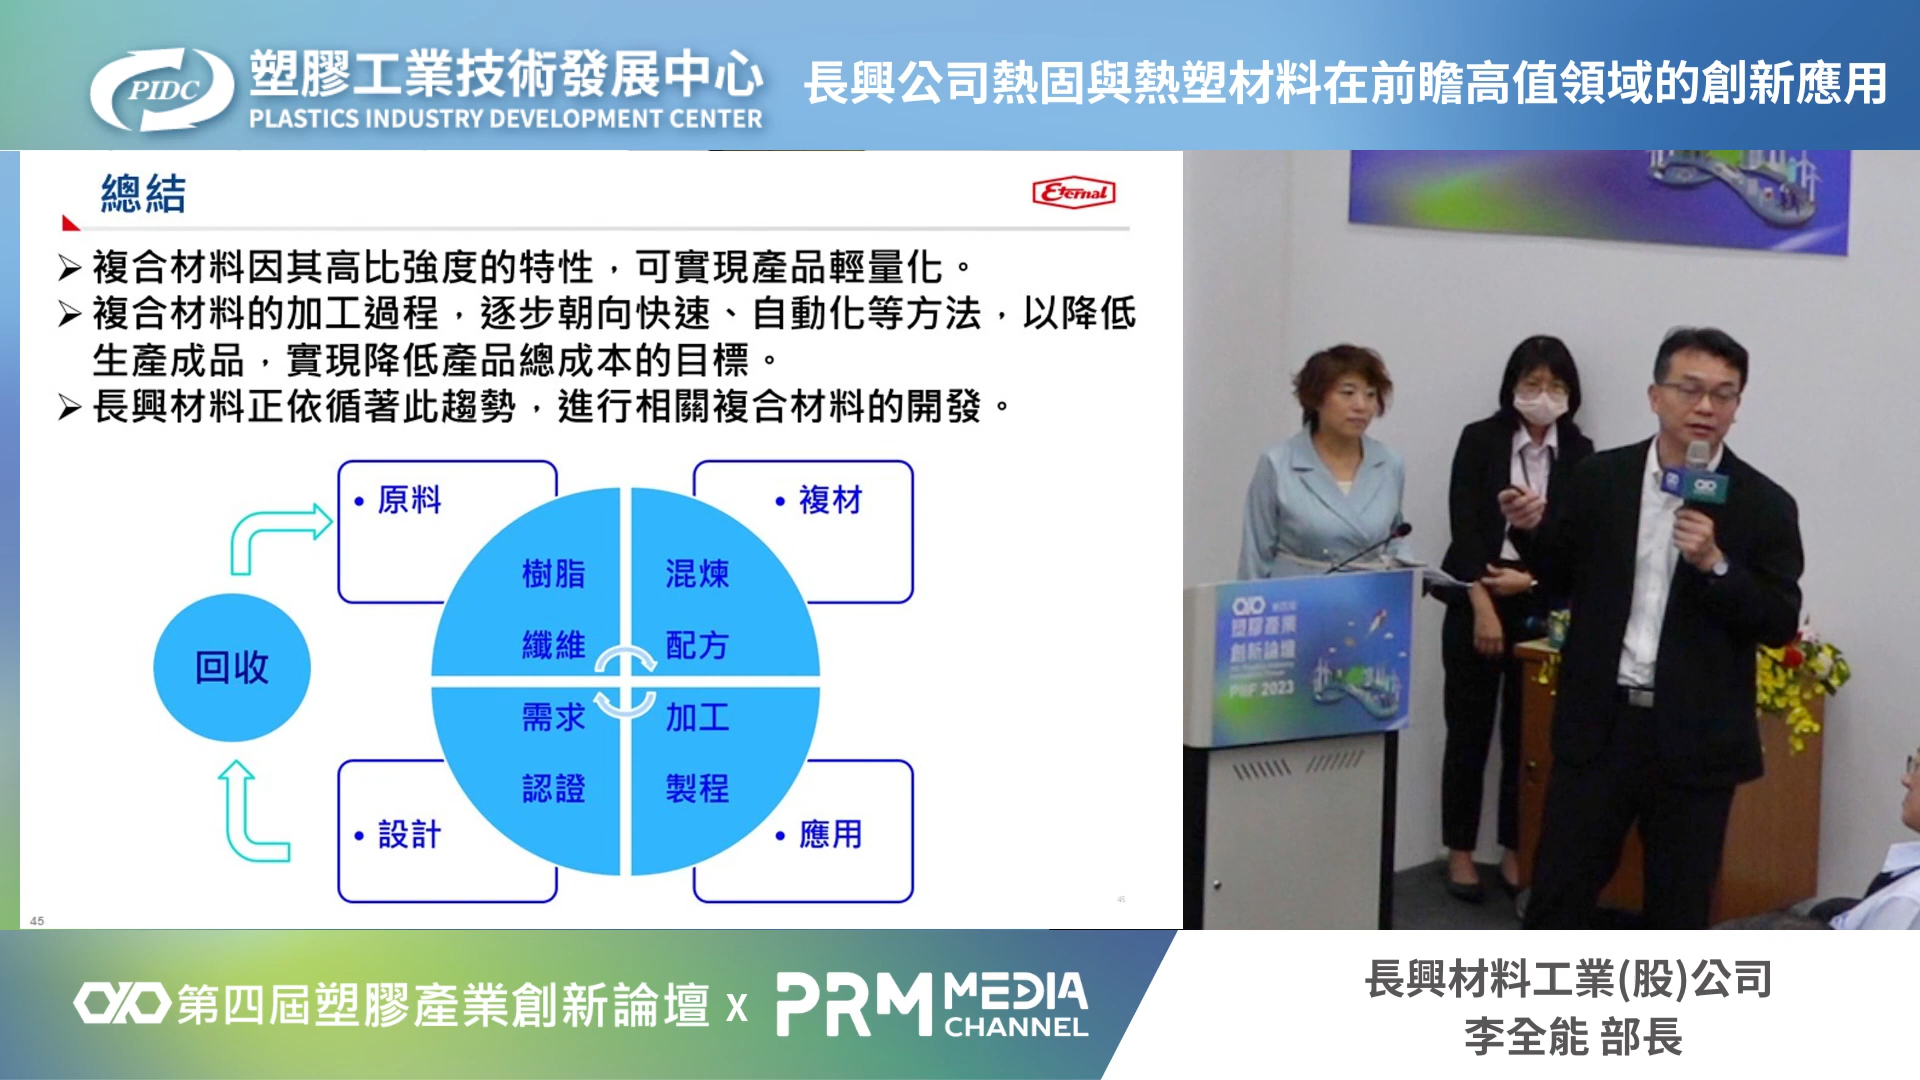 PIDC
塑膠工業技術發展中心
PLASTICS INDUSTRY DEVELOPMENT CENTER
長興公司熱固與熱塑材料在前瞻高值領域的創新應用
總結
Eternal
➢ 複合材料因其高比強度的特性，可實現產品輕量化。
➢ 複合材料的加工過程，逐步朝向快速、自動化等方法，以降低
生產成品，實現降低產品總成本的目標。
➢ 長興材料正依循著此趨勢，進行相關複合材料的開發。
• 原料
• 複材
樹脂
混煉
纖維
配方
回收
需求
加工
認證
製程
• 設計
• 應用
45
45
第四屆
塑膠產業
創新論壇
PIIF 2023
第四屆塑膠產業創新論壇 x PRM MEDIA CHANNEL
長興材料工業(股)公司
李全能 部長